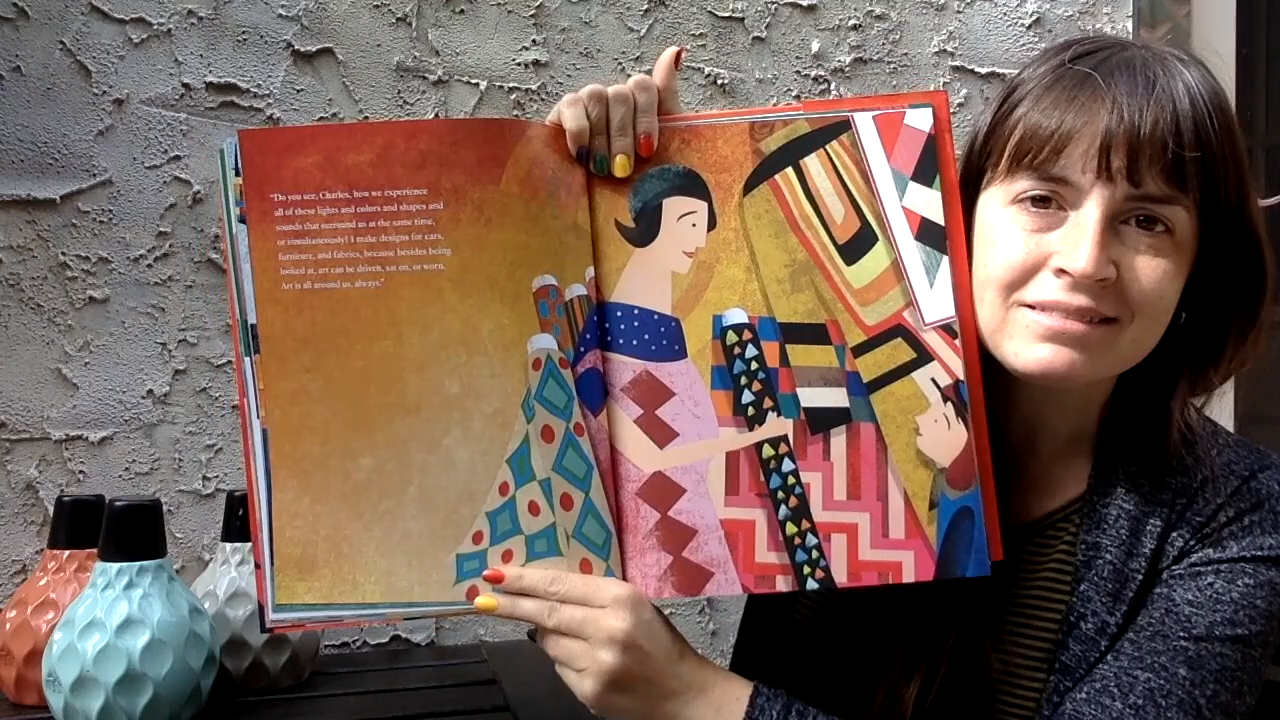 "Do you see, Charles, how we experience
all of these lights and colors and shapes and
sounds that surround us at the same time,
or simultaneously! I make designs for cars,
furniture, and fabrics, because besides being
looked at, art can be driven, sat on, or worn.
Art is all around us, always."